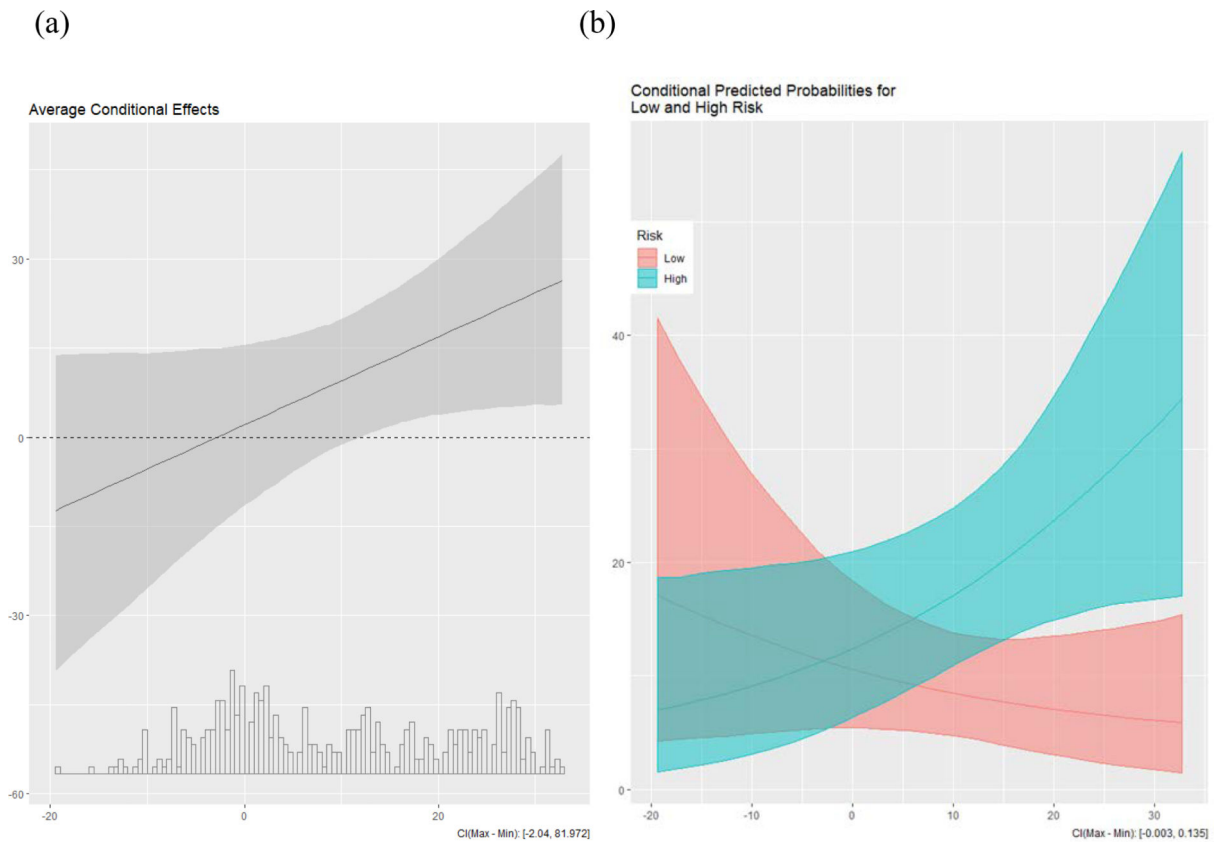 (a)
(b)
Average Conditional Effects
30
0
-30
-60
-20
0
20
CI(Max - Min): [-2.04, 81.972]
Conditional Predicted Probabilities for
Low and High Risk
Risk
Low
High
40
20
0
-20
-10
0
10
20
30
CI(Max - Min): [-0.003, 0.135]